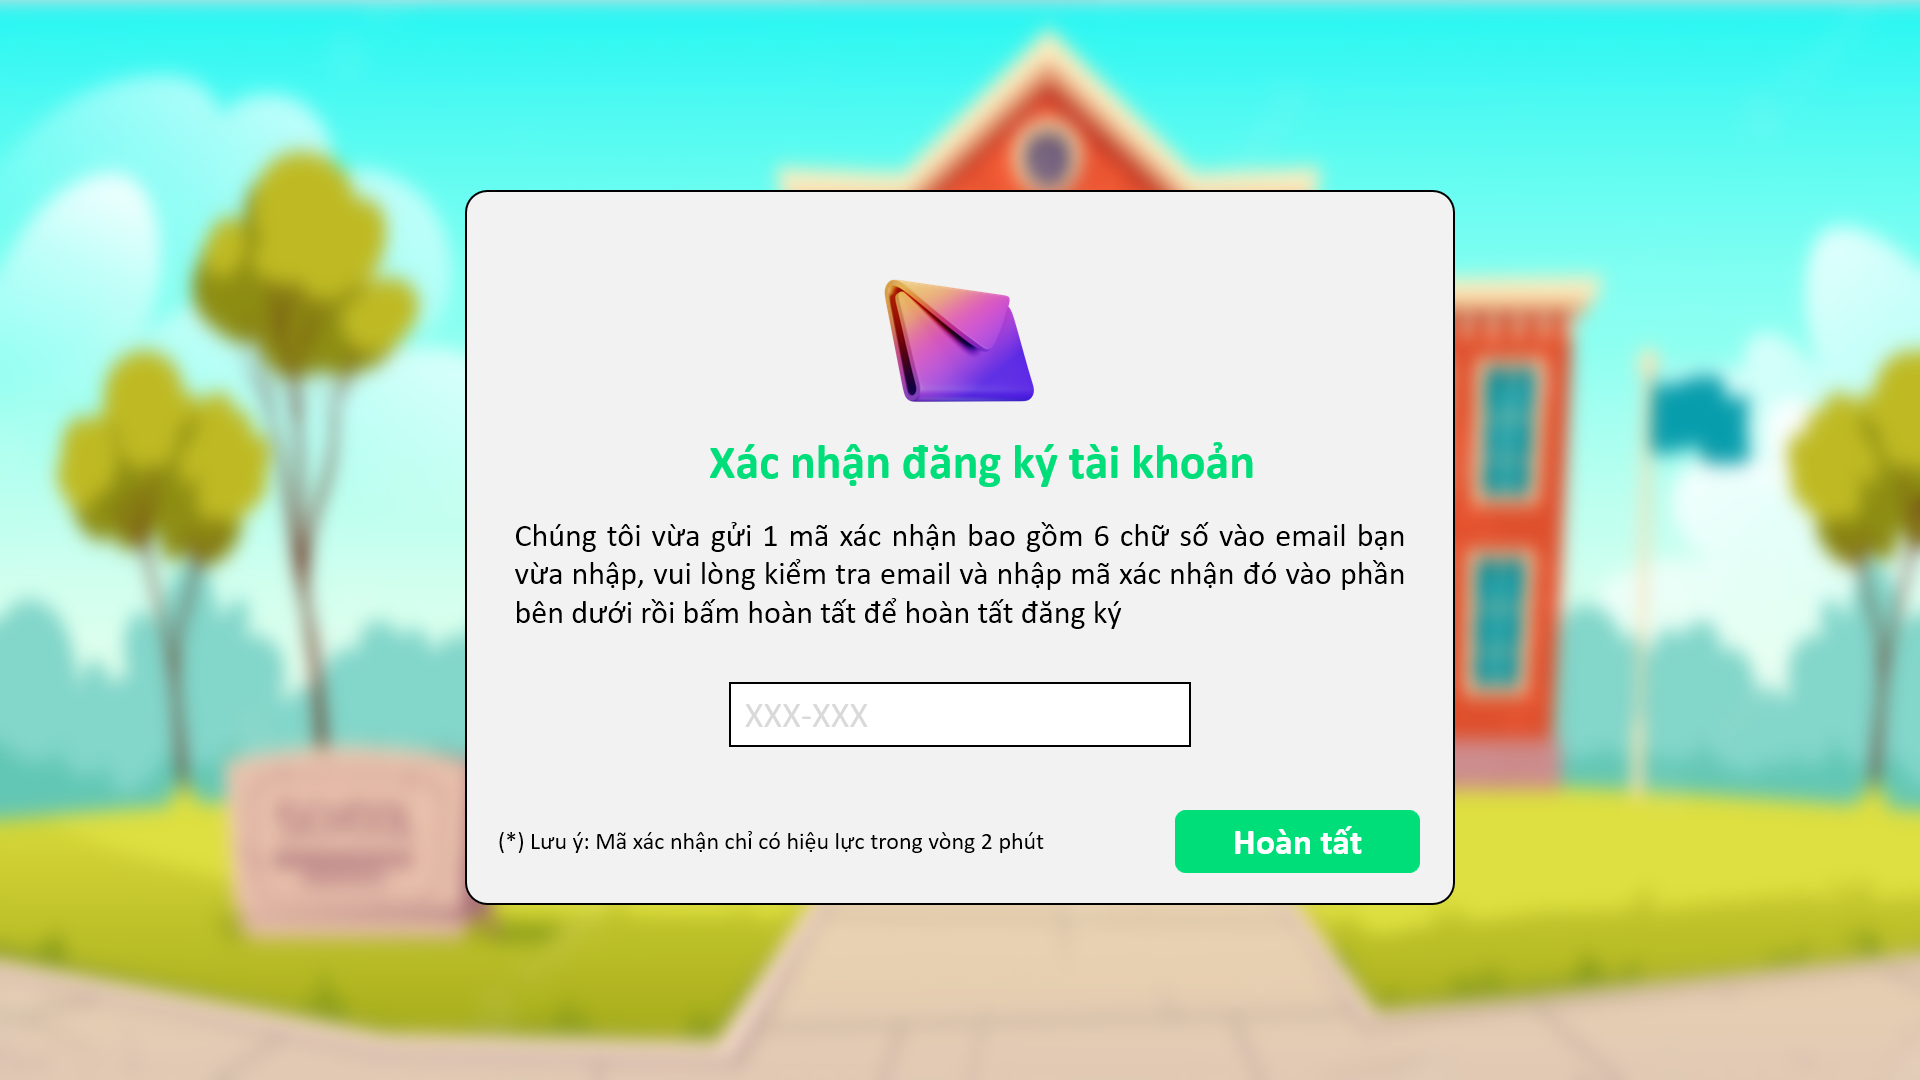 Xác nhận đăng ký tài khoản
Chúng tôi vừa gửi 1 mã xác nhận bao gồm 6 chữ số vào email bạn
vừa nhập, vui lòng kiểm tra email và nhập mã xác nhận đó vào phần
bên dưới rồi bấm hoàn tất để hoàn tất đăng ký
XXX-XXX
(*) Lưu ý: Mã xác nhận chỉ có hiệu lực trong vòng 2 phút
Hoàn tất